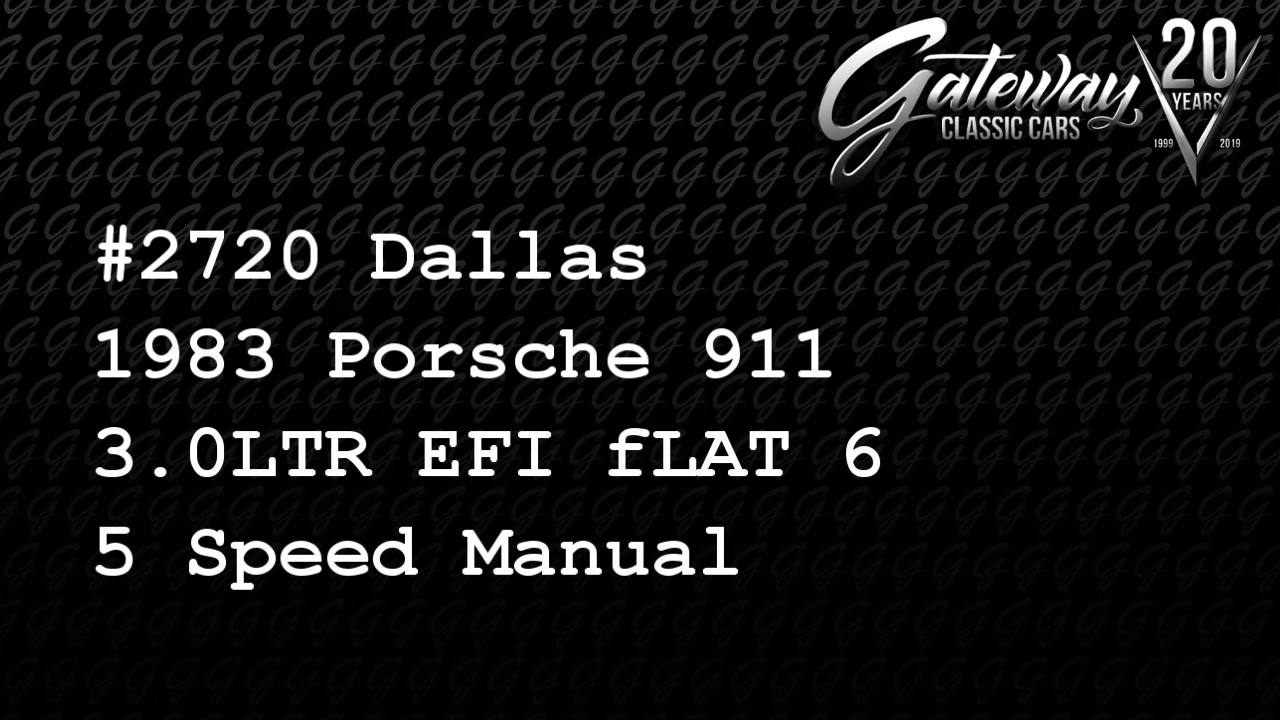 Gateway
CLASSIC CARS
20
YEARS
1999 2019
#2720 Dallas
1983 Porsche 911
3.0LTR EFI fLAT 6
5 Speed Manual